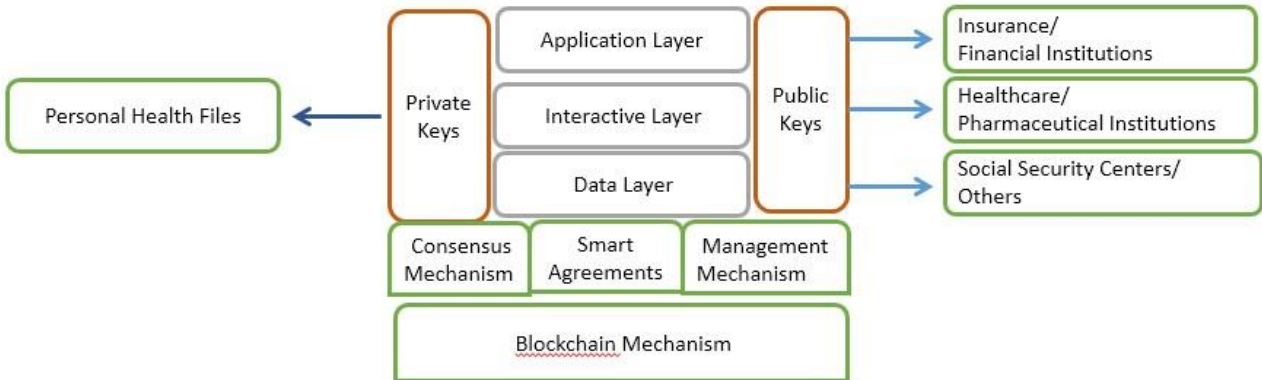 Personal Health Files
Private
Keys
Application Layer
Interactive Layer
Data Layer
Public
Keys
Insurance/
Financial Institutions
Healthcare/
Pharmaceutical Institutions
Social Security Centers/
Others
Consensus
Mechanism
Smart
Agreements
Management
Mechanism
Blockchain Mechanism